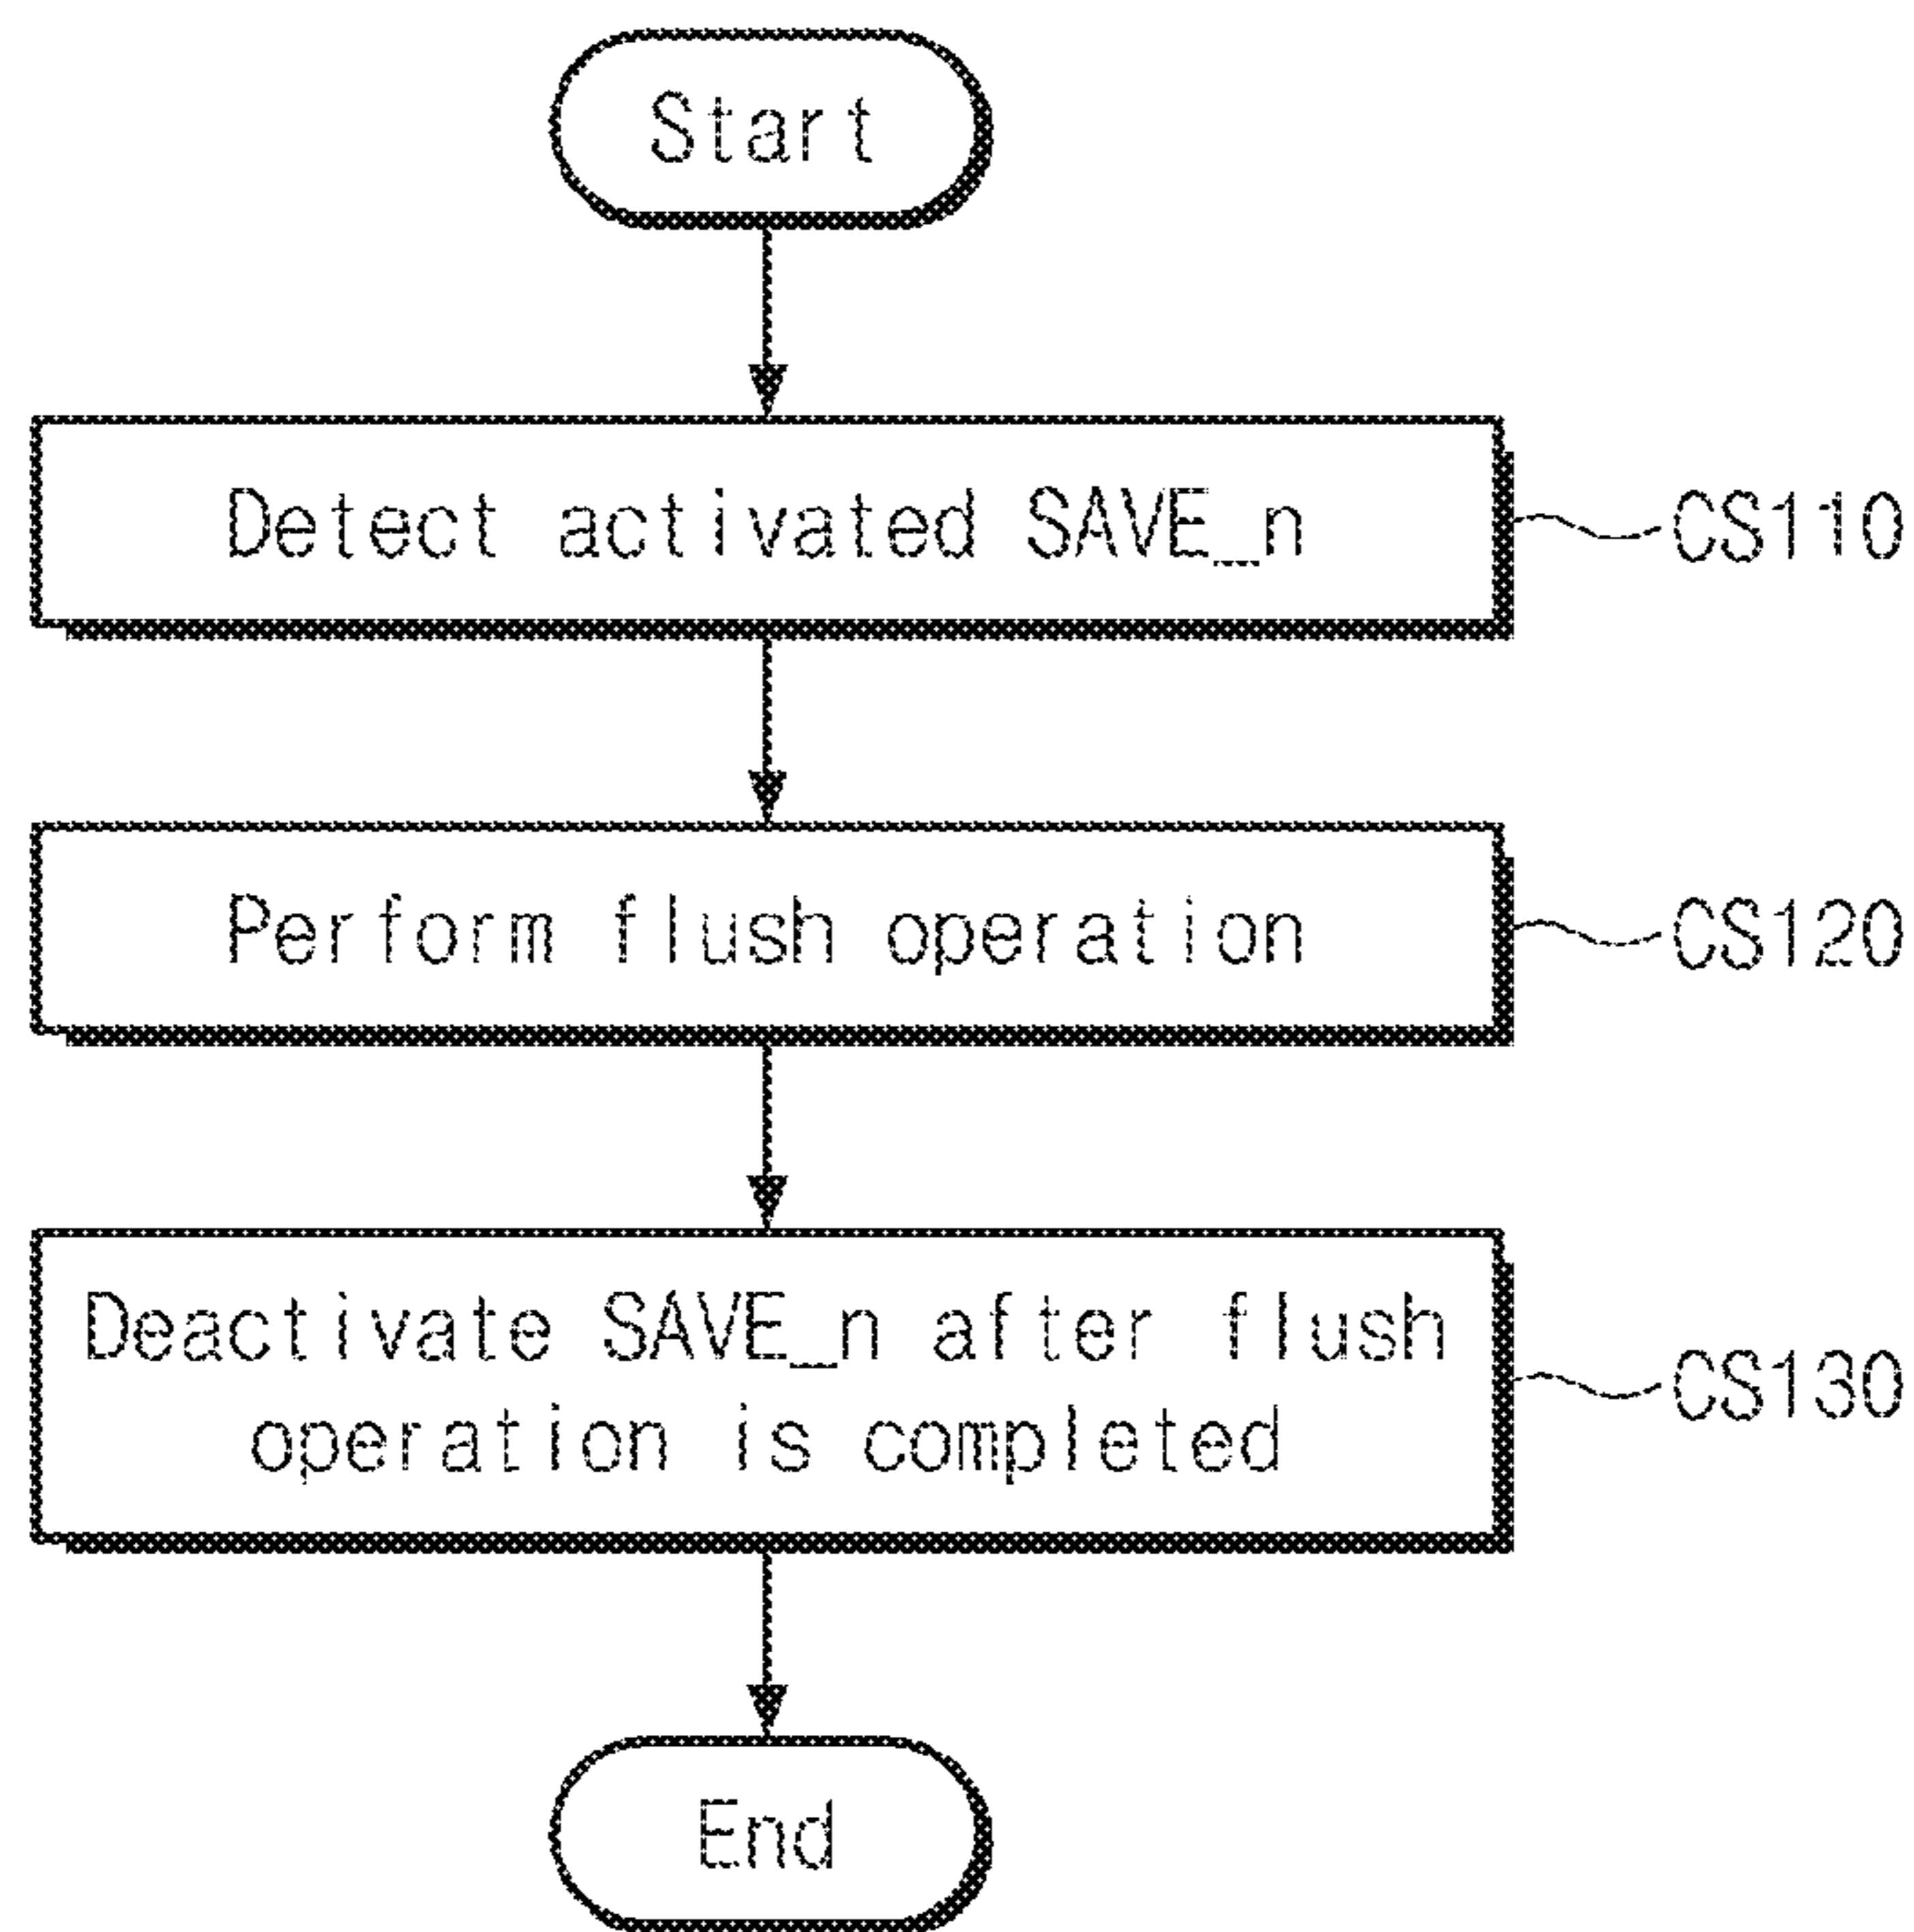 Start
Detect activated SAVE_n
CS110
Perform flush operation
CS120
Deactivate SAVE_n after flush
operation is completed
CS130
End